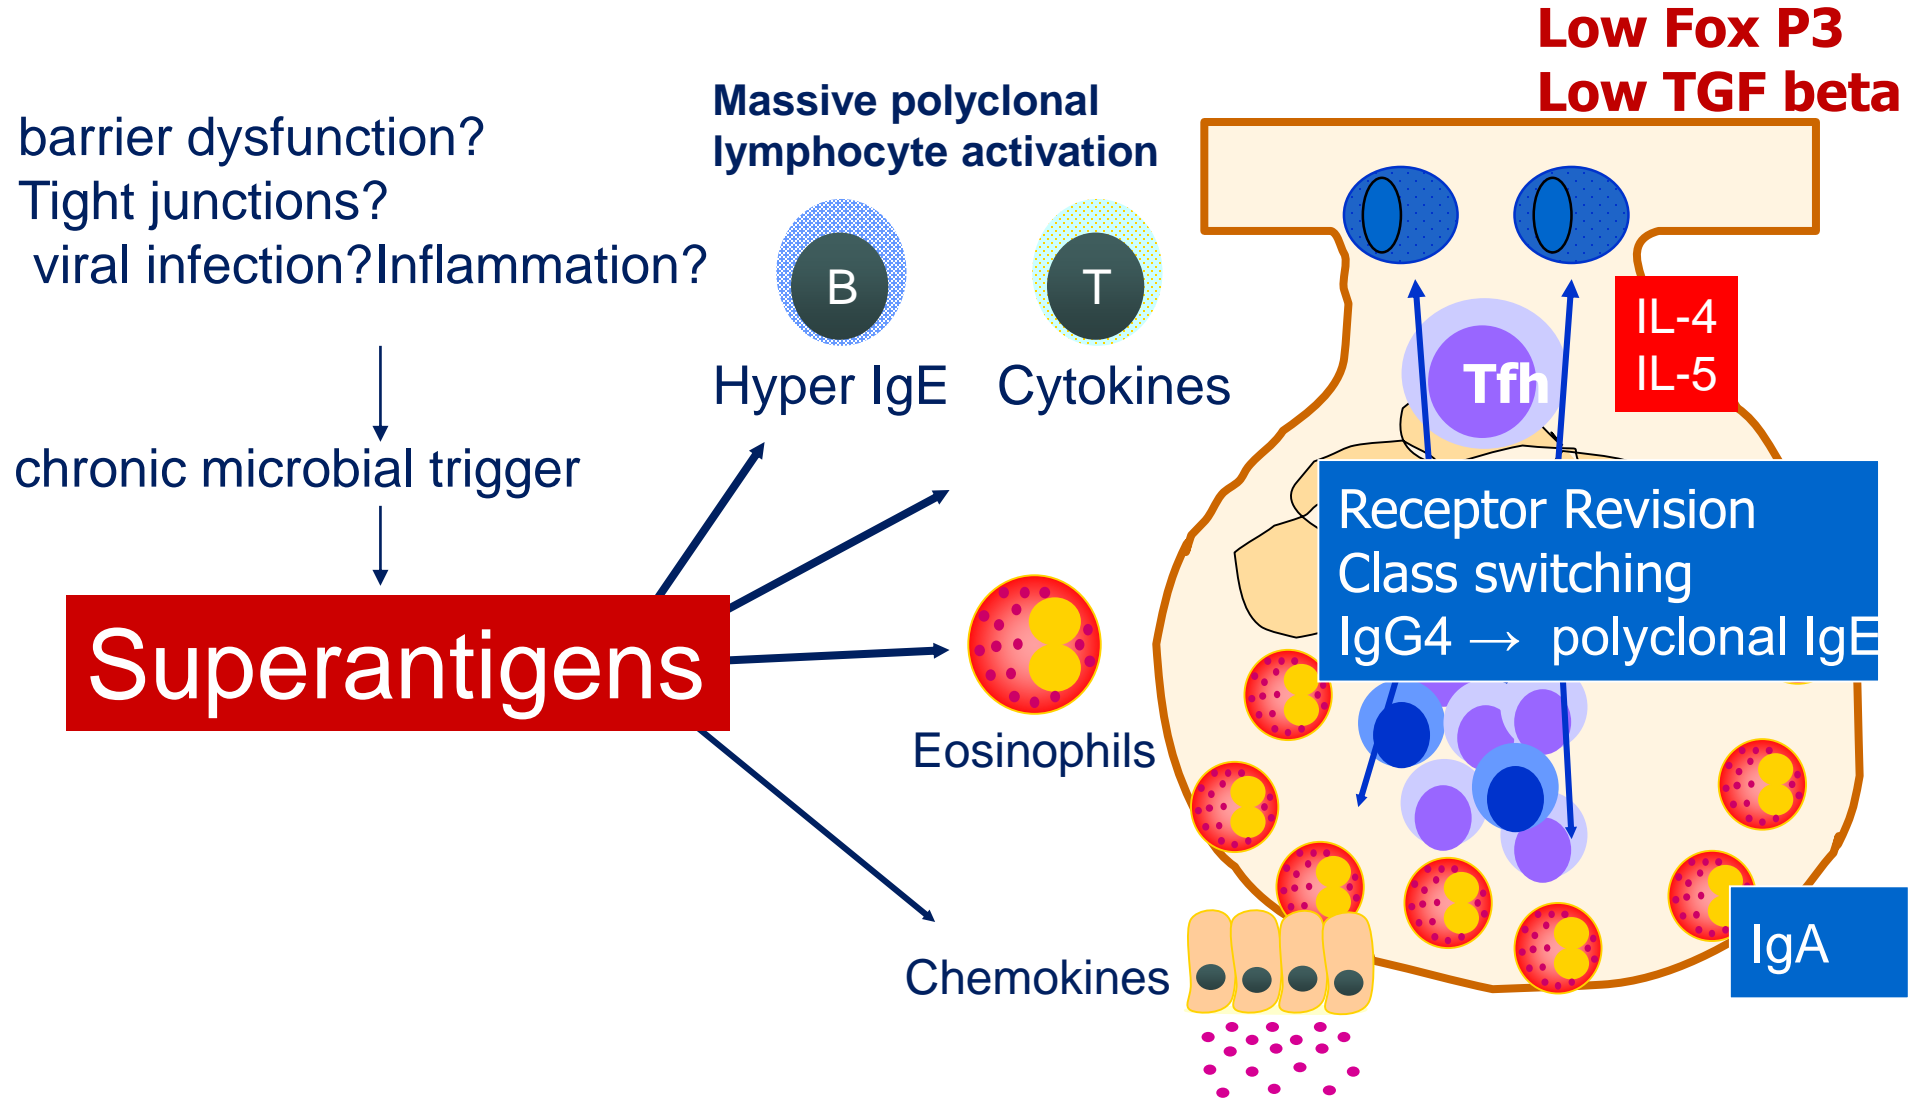 Low Fox P3
Low TGF beta
Massive polyclonal
lymphocyte activation
barrier dysfunction?
Tight junctions?
viral infection?Inflammation?
B
T
Hyper IgE
Cytokines
IL-4
IL-5
Tfh
chronic microbial trigger
Superantigens
Receptor Revision
Class switching
IgG4 → polyclonal IgE
Eosinophils
IgA
Chemokines